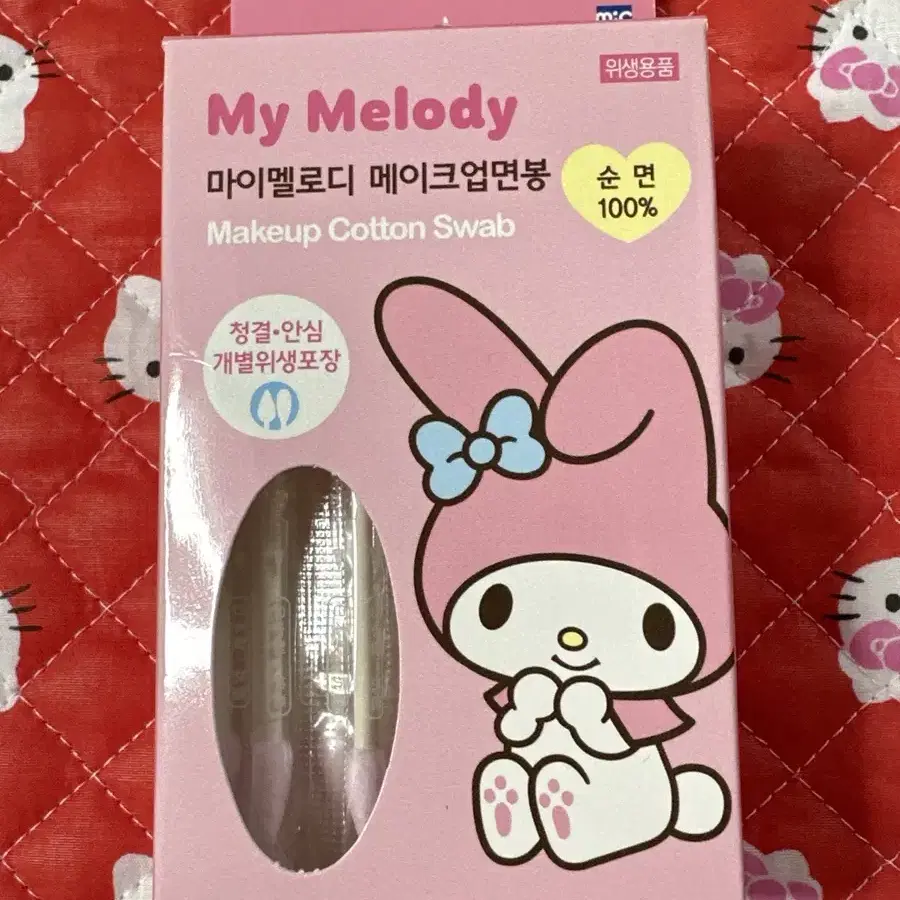 위생용품
My Melody
마이멜로디 메이크업면봉
Makeup Cotton Swab
순 면
100%
청결•안심
개별위생포장